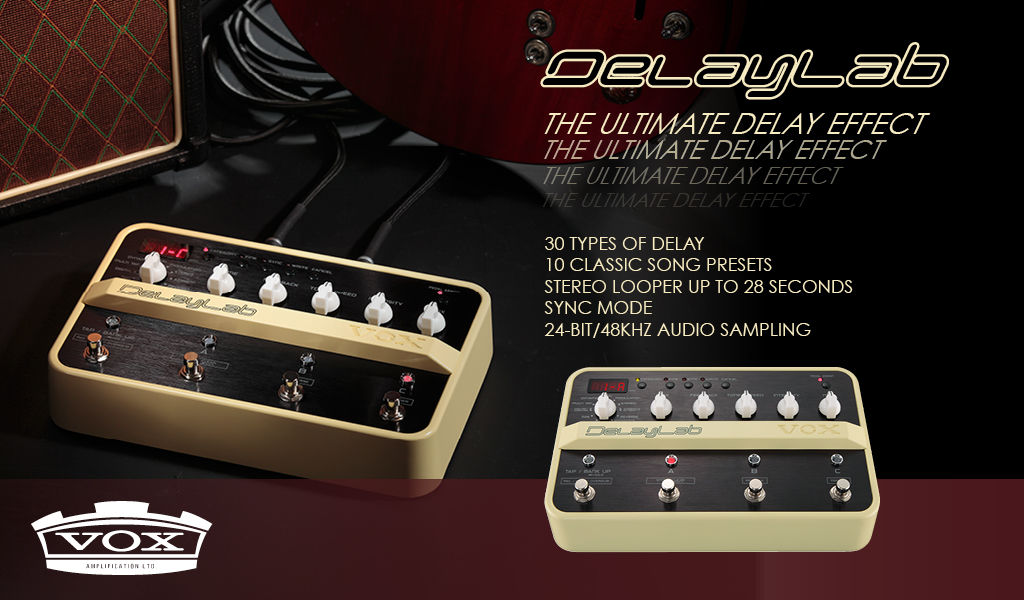 DelayLab
THE ULTIMATE DELAY EFFECT
THE ULTIMATE DELAY EFFECT
THE ULTIMATE DELAY EFFECT
THE ULTIMATE DELAY EFFECT
30 TYPES OF DELAY
10 CLASSIC SONG PRESETS
STEREO LOOPER UP TO 28 SECONDS
SYNC MODE
24-BIT/48KHZ AUDIO SAMPLING
DelayLab
VOX
A
B
DelayLab
VOX
TAP / BACK UP
A
B
C
VOX
AMPLIFICATION LTD